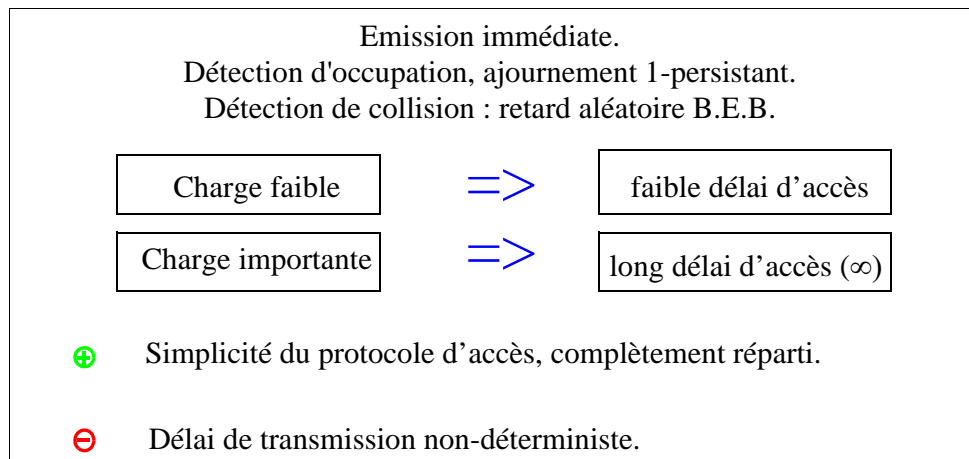 Emission immédiate.
Détection d'occupation, ajournement 1-persistant.
Détection de collision : retard aléatoire B.E.B.
Charge faible => faible délai d’accès
Charge importante => long délai d’accès (∞)
⊕ Simplicité du protocole d’accès, complètement réparti.
⊖ Délai de transmission non-déterministe.